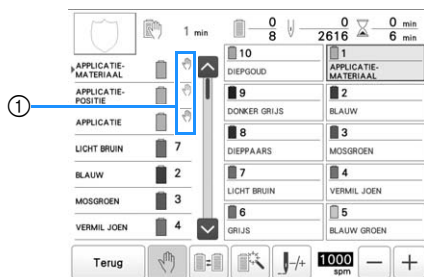 1 min
0
8
0
2616
0 min
6 min
APPLICATIE-
MATERIAAL
APPLICATIE-
POSITIE
APPLICATIE
LICHT BRUIN 7
BLAUW 2
MOSGROEN 3
VERMIL JOEN 4
1
10
DIEPGOUD
9
DONKER GRIJS
8
DIEPPAARS
7
LICHT BRUIN
6
GRIJS
1
APPLICATIE-
MATERIAAL
2
BLAUW
3
MOSGROEN
4
VERMIL JOEN
5
BLAUW GROEN
Terug
-/+
1000
spm
− +